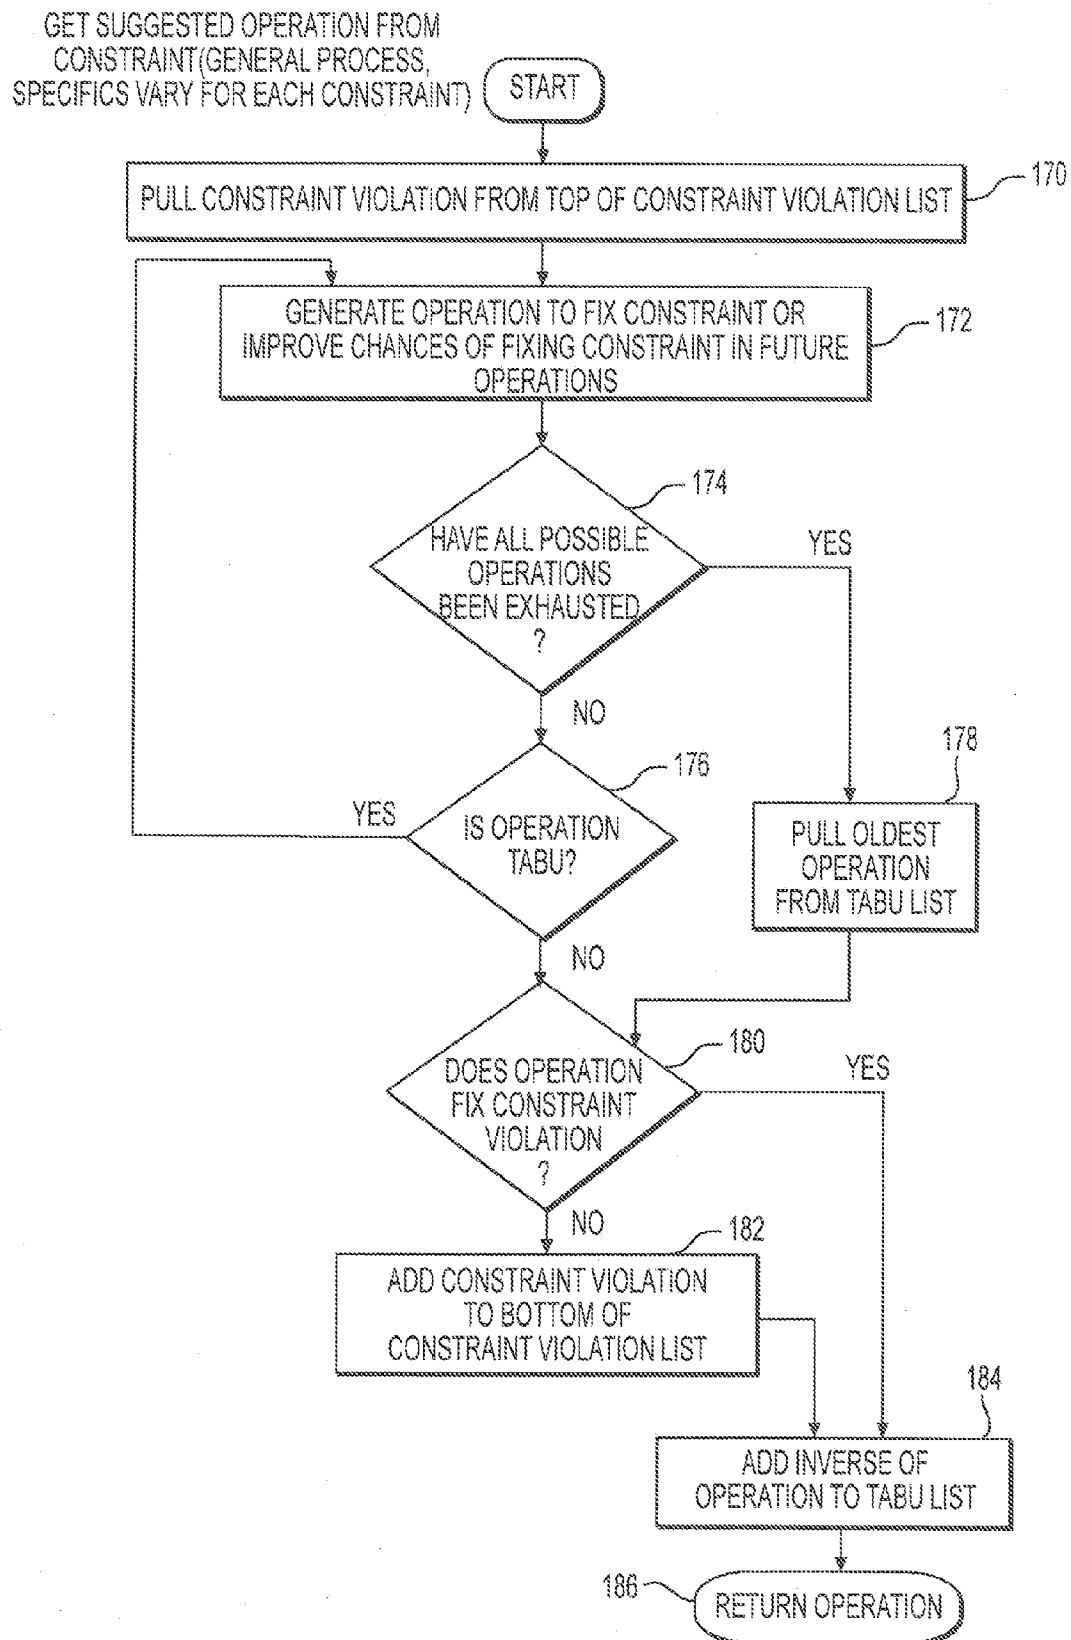 GET SUGGESTED OPERATION FROM
CONSTRAINT(GENERAL PROCESS,
SPECIFICS VARY FOR EACH CONSTRAINT)
START
PULL CONSTRAINT VIOLATION FROM TOP OF CONSTRAINT VIOLATION LIST
170
GENERATE OPERATION TO FIX CONSTRAINT OR
IMPROVE CHANCES OF FIXING CONSTRAINT IN FUTURE
OPERATIONS
172
174
HAVE ALL POSSIBLE
OPERATIONS
BEEN EXHAUSTED
?
YES
NO
176
YES
IS OPERATION
TABU?
NO
178
PULL OLDEST
OPERATION
FROM TABU LIST
180
DOES OPERATION
FIX CONSTRAINT
VIOLATION
?
YES
NO
182
ADD CONSTRAINT VIOLATION
TO BOTTOM OF
CONSTRAINT VIOLATION LIST
184
ADD INVERSE OF
OPERATION TO TABU LIST
186
RETURN OPERATION